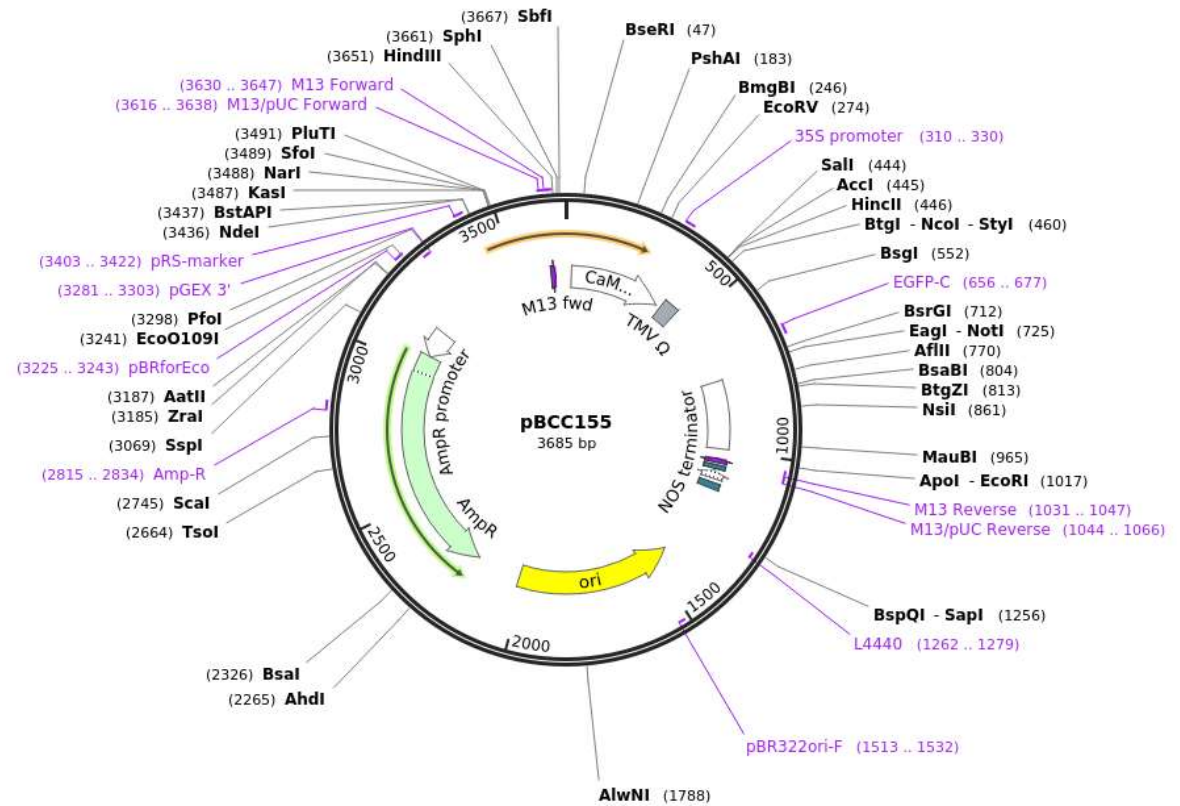 (3667) SbfI
(3661) SphI
(3651) HindIII
(3630 .. 3647) M13 Forward
(3616 .. 3638) M13/pUC Forward
(3491) PluTI
(3489) SfoI
(3488) NarI
(3487) KasI
(3437) BstAPI
(3436) NdeI
(3403 .. 3422) pRS-marker
(3281 .. 3303) pGEX 3'
(3298) PfoI
(3241) EcoO109I
(3225 .. 3243) pBRforEco
(3187) AatII
(3185) ZraI
(3069) SspI
(2815 .. 2834) Amp-R
(2745) ScaI
(2664) TsoI
(2326) BsaI
(2265) AhdI
BseRI (47)
PshAI (183)
BmgBI (246)
EcoRV (274)
35S promoter (310 .. 330)
SalI (444)
AccI (445)
HincII (446)
BtgI - NcoI - StyI (460)
BsgI (552)
EGFP-C (656 .. 677)
BsrGI (712)
EagI - NotI (725)
AflII (770)
BsaBI (804)
BtgZI (813)
NsiI (861)
MauBI (965)
ApoI - EcoRI (1017)
M13 Reverse (1031 .. 1047)
M13/pUC Reverse (1044 .. 1066)
BspQI - SapI (1256)
L4440 (1262 .. 1279)
pBR322ori-F (1513 .. 1532)
AlwNI (1788)
500
1000
1500
2000
2500
3000
3500
CaM...
M13 fwd
TMV Ω
AmpR promoter
pBCC155
3685 bp
NOS terminator
AmpR
ori